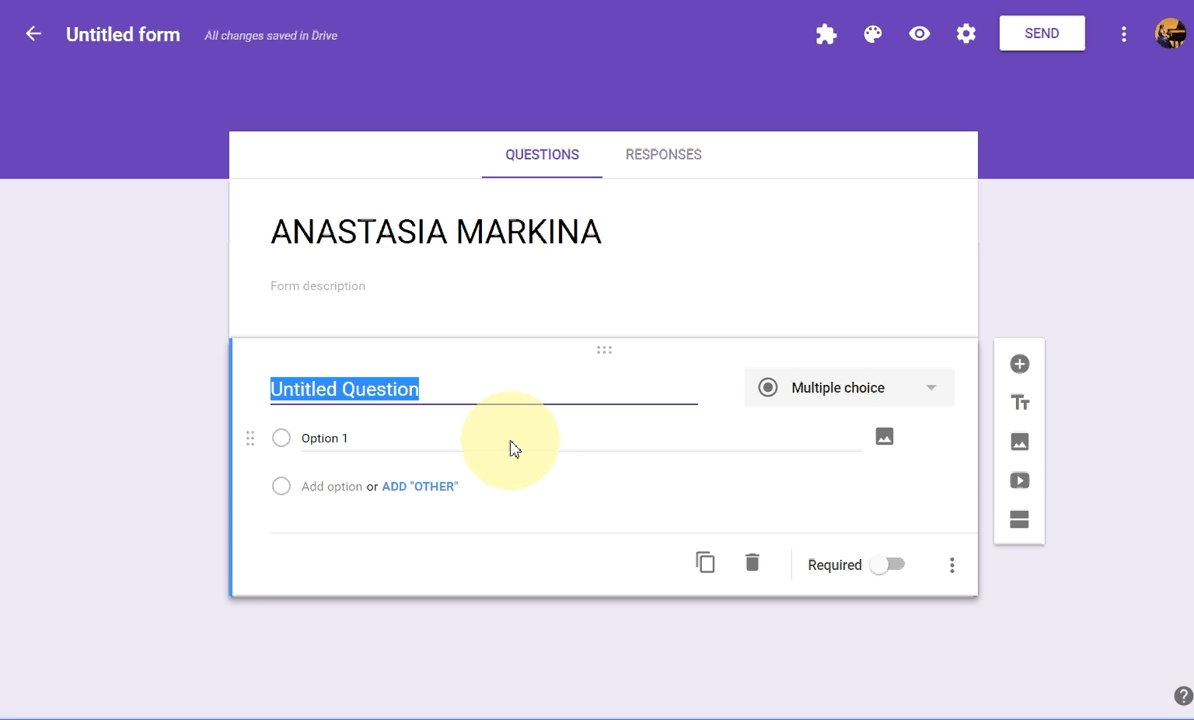 Untitled form
All changes saved in Drive
SEND
QUESTIONS
RESPONSES
ANASTASIA MARKINA
Form description
Untitled Question
Multiple choice
Option 1
Add option or ADD "OTHER"
Required